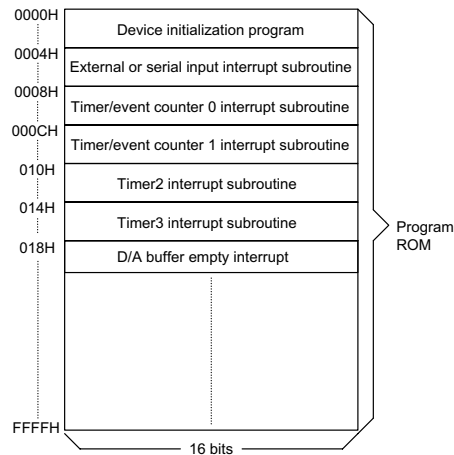 0000H
Device initialization program
0004H
External or serial input interrupt subroutine
0008H
Timer/event counter 0 interrupt subroutine
000CH
Timer/event counter 1 interrupt subroutine
010H
Timer2 interrupt subroutine
014H
Timer3 interrupt subroutine
018H
D/A buffer empty interrupt
Program
ROM
FFFFH
16 bits